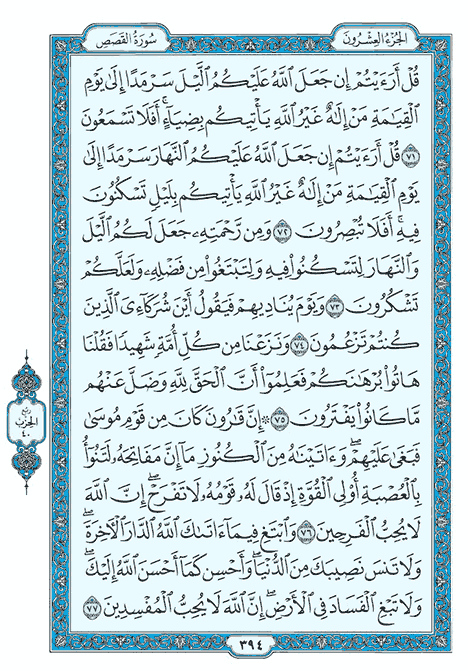 الجزء العشرون
سورة القصص
قُلْ أَرَءَيْتُمْ إِن جَعَلَ ٱللَّهُ عَلَيْكُمُ ٱلَّيْلَ سَرْمَدًا إِلَىٰ يَوْمِ
ٱلْقِيَٰمَةِ مَنْ إِلَٰهٌ غَيْرُ ٱللَّهِ يَأْتِيكُم بِضِيَآءٍ ۖ أَفَلَا تَسْمَعُونَ
٧١ قُلْ أَرَءَيْتُمْ إِن جَعَلَ ٱللَّهُ عَلَيْكُمُ ٱلنَّهَارَ سَرْمَدًا إِلَىٰ
يَوْمِ ٱلْقِيَٰمَةِ مَنْ إِلَٰهٌ غَيْرُ ٱللَّهِ يَأْتِيكُم بِلَيْلٍ تَسْكُنُونَ
فِيهِ ۖ أَفَلَا تُبْصِرُونَ ٧٢ وَمِن رَّحْمَتِهِۦ جَعَلَ لَكُمُ ٱلَّيْلَ
وَٱلنَّهَارَ لِتَسْكُنُوا۟ فِيهِ وَلِتَبْتَغُوا۟ مِن فَضْلِهِۦ وَلَعَلَّكُمْ
تَشْكُرُونَ ٧٣ وَيَوْمَ يُنَادِيهِمْ فَيَقُولُ أَيْنَ شُرَكَآءِىَ ٱلَّذِينَ
كُنتُمْ تَزْعُمُونَ ٧٤ وَنَزَعْنَا مِن كُلِّ أُمَّةٍ شَهِيدًا فَقُلْنَا
هَاتُوا۟ بُرْهَٰنَكُمْ فَعَلِمُوٓا۟ أَنَّ ٱلْحَقَّ لِلَّهِ وَضَلَّ عَنْهُم
مَّا كَانُوا۟ يَفْتَرُونَ ٧٥ ۞ إِنَّ قَٰرُونَ كَانَ مِن قَوْمِ مُوسَىٰ
فَبَغَىٰ عَلَيْهِمْ ۖ وَءَاتَيْنَٰهُ مِنَ ٱلْكُنُوزِ مَآ إِنَّ مَفَاتِحَهُۥ لَتَنُوٓأُ
بِٱلْعُصْبَةِ أُو۟لِى ٱلْقُوَّةِ إِذْ قَالَ لَهُۥ قَوْمُهُۥ لَا تَفْرَحْ ۖ إِنَّ ٱللَّهَ
لَا يُحِبُّ ٱلْفَرِحِينَ ٧٦ وَٱبْتَغِ فِيمَآ ءَاتَىٰكَ ٱللَّهُ ٱلدَّارَ ٱلْءَاخِرَةَ ۖ
وَلَا تَنسَ نَصِيبَكَ مِنَ ٱلدُّنْيَا ۖ وَأَحْسِن كَمَآ أَحْسَنَ ٱللَّهُ إِلَيْكَ ۖ
وَلَا تَبْغِ ٱلْفَسَادَ فِى ٱلْأَرْضِ ۖ إِنَّ ٱللَّهَ لَا يُحِبُّ ٱلْمُفْسِدِينَ ٧٧
ربع
الحزب
٤٠
٣٩٤